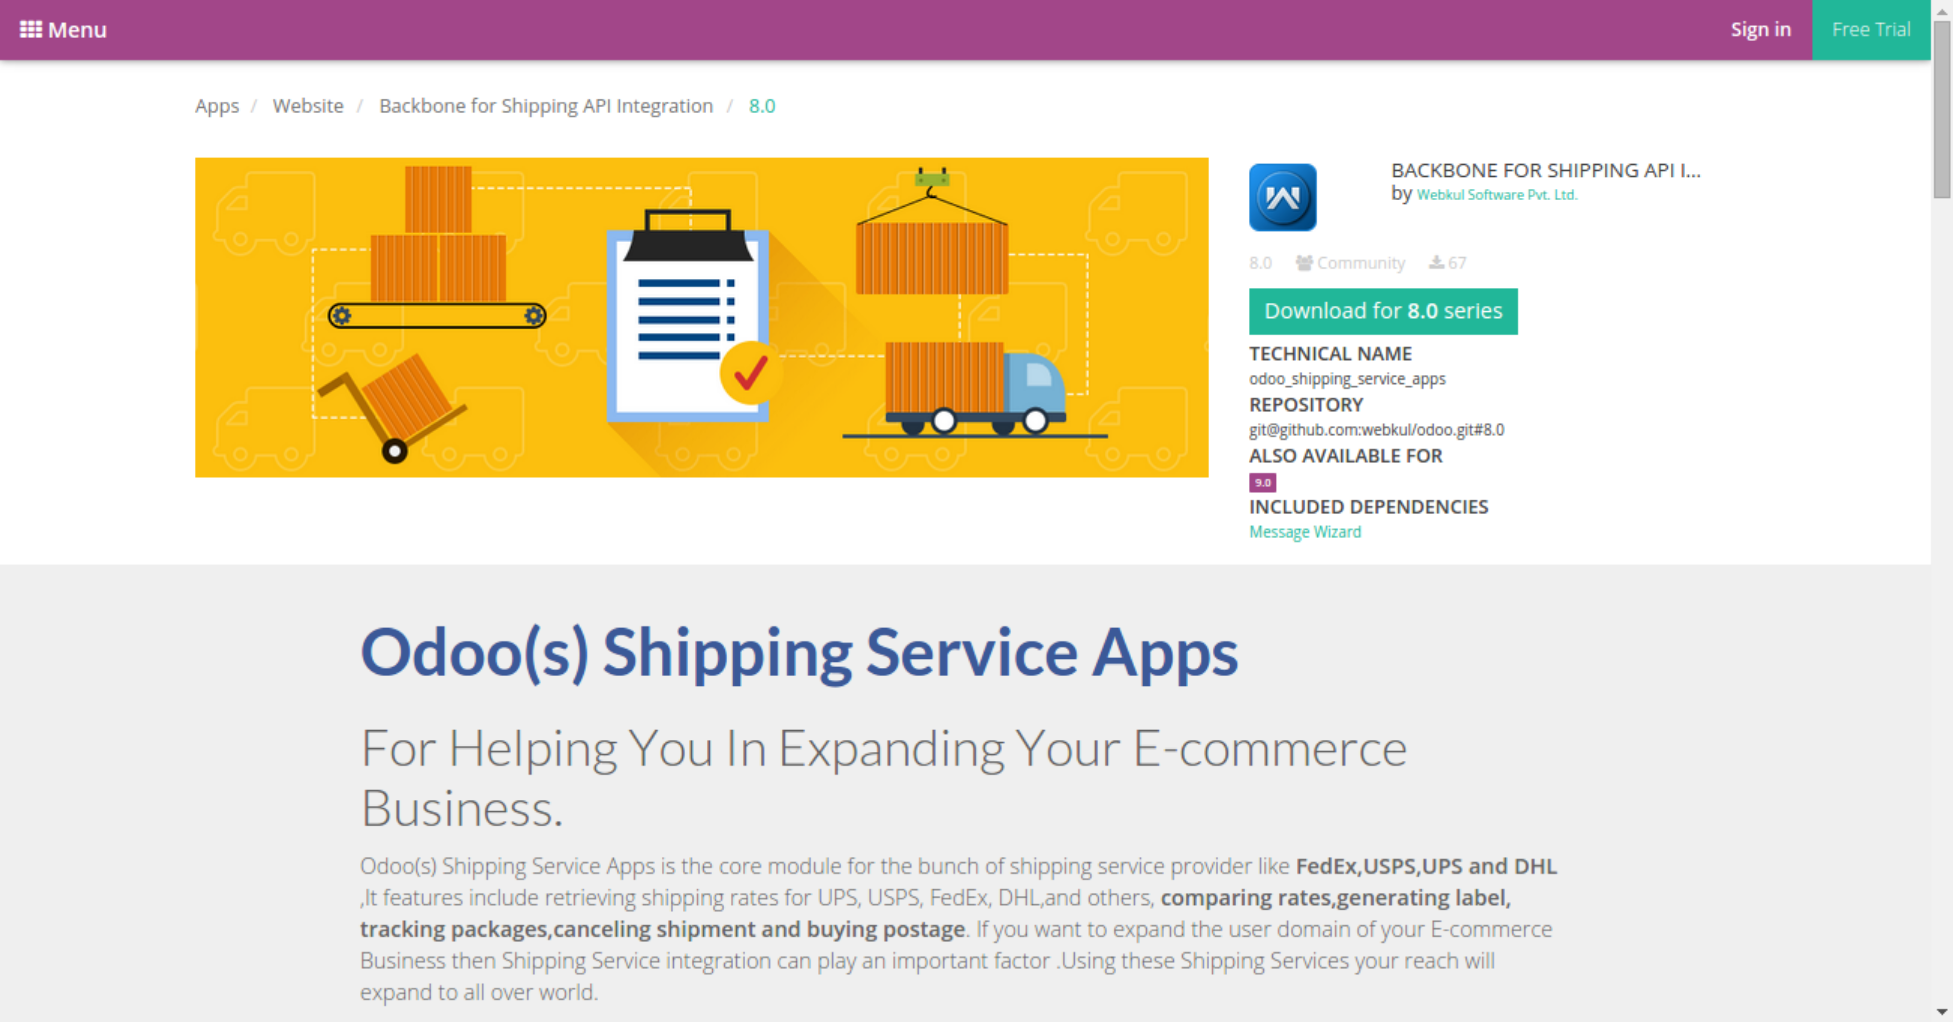 Menu
Sign in
Free Trial
Apps / Website / Backbone for Shipping API Integration / 8.0
BACKBONE FOR SHIPPING API I...
by Webkul Software Pvt. Ltd.
8.0 Community 67
Download for 8.0 series
TECHNICAL NAME
odoo_shipping_service_apps
REPOSITORY
git@github.com:webkul/odoo.git#8.0
ALSO AVAILABLE FOR
9.0
INCLUDED DEPENDENCIES
Message Wizard
Odoo(s) Shipping Service Apps
For Helping You In Expanding Your E-commerce
Business.
Odoo(s) Shipping Service Apps is the core module for the bunch of shipping service provider like FedEx,USPS,UPS and DHL
,It features include retrieving shipping rates for UPS, USPS, FedEx, DHL,and others, comparing rates,generating label,
tracking packages,canceling shipment and buying postage. If you want to expand the user domain of your E-commerce
Business then Shipping Service integration can play an important factor .Using these Shipping Services your reach will
expand to all over world.